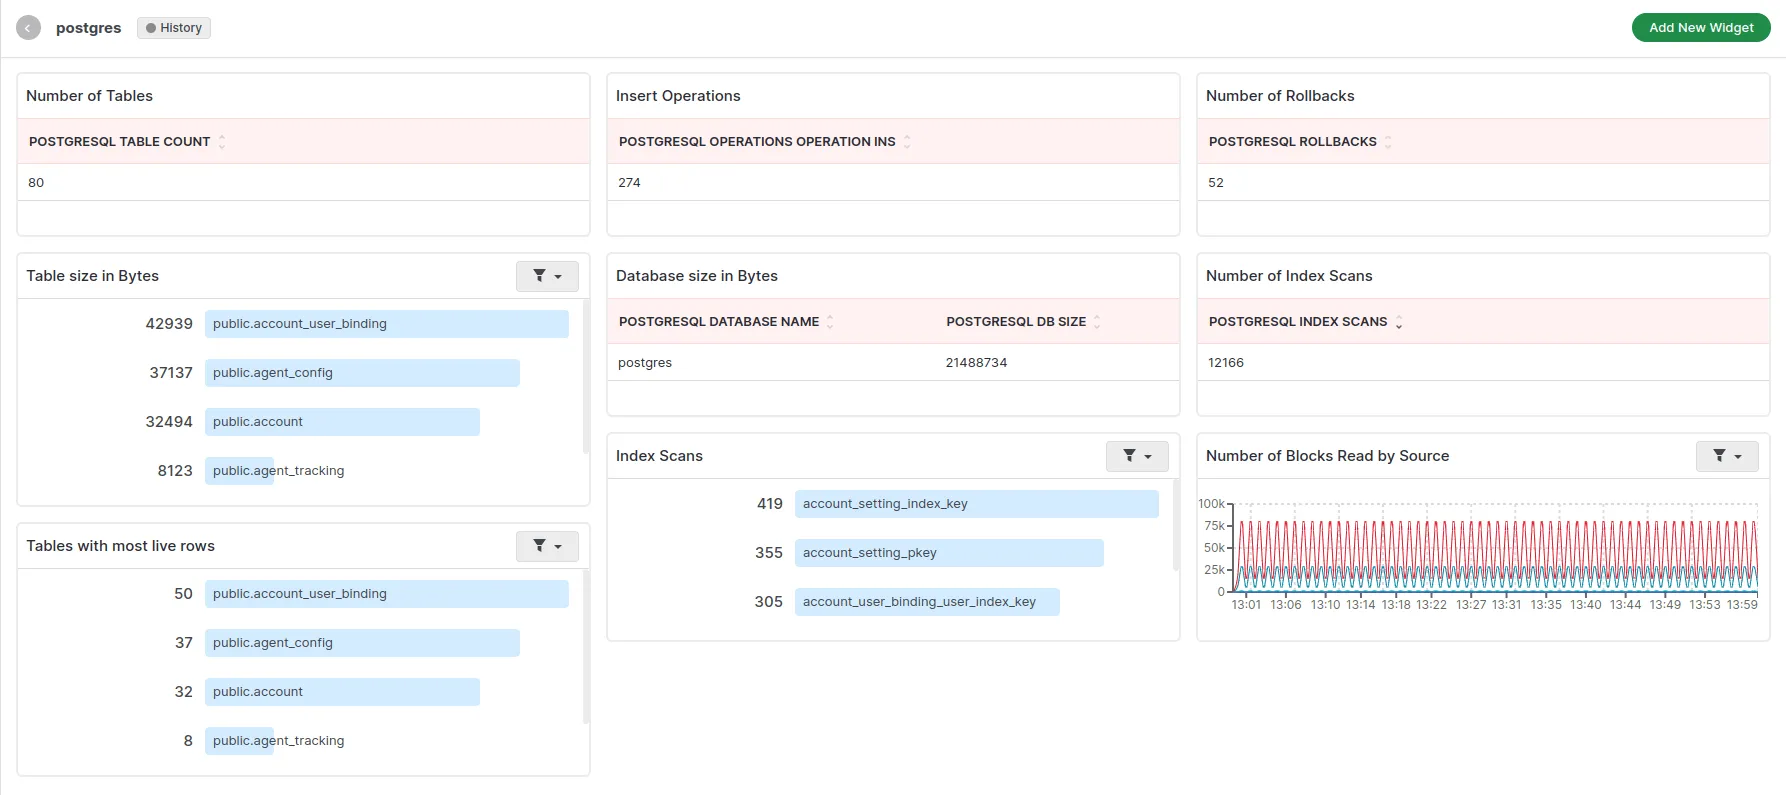 postgres
History
Add New Widget
Number of Tables
POSTGRESQL TABLE COUNT
80
Insert Operations
POSTGRESQL OPERATIONS OPERATION INS
274
Number of Rollbacks
POSTGRESQL ROLLBACKS
52
Table size in Bytes
42939 public.account_user_binding
37137 public.agent_config
32494 public.account
8123 public.agent_tracking
Database size in Bytes
POSTGRESQL DATABASE NAME POSTGRESQL DB SIZE
postgres 21488734
Number of Index Scans
POSTGRESQL INDEX SCANS
12166
Tables with most live rows
50 public.account_user_binding
37 public.agent_config
32 public.account
8 public.agent_tracking
Index Scans
419 account_setting_index_key
355 account_setting_pkey
305 account_user_binding_user_index_key
Number of Blocks Read by Source
100k
75k
50k
25k
0
13:01 13:06 13:10 13:14 13:18 13:22 13:27 13:31 13:35 13:40 13:44 13:49 13:53 13:59